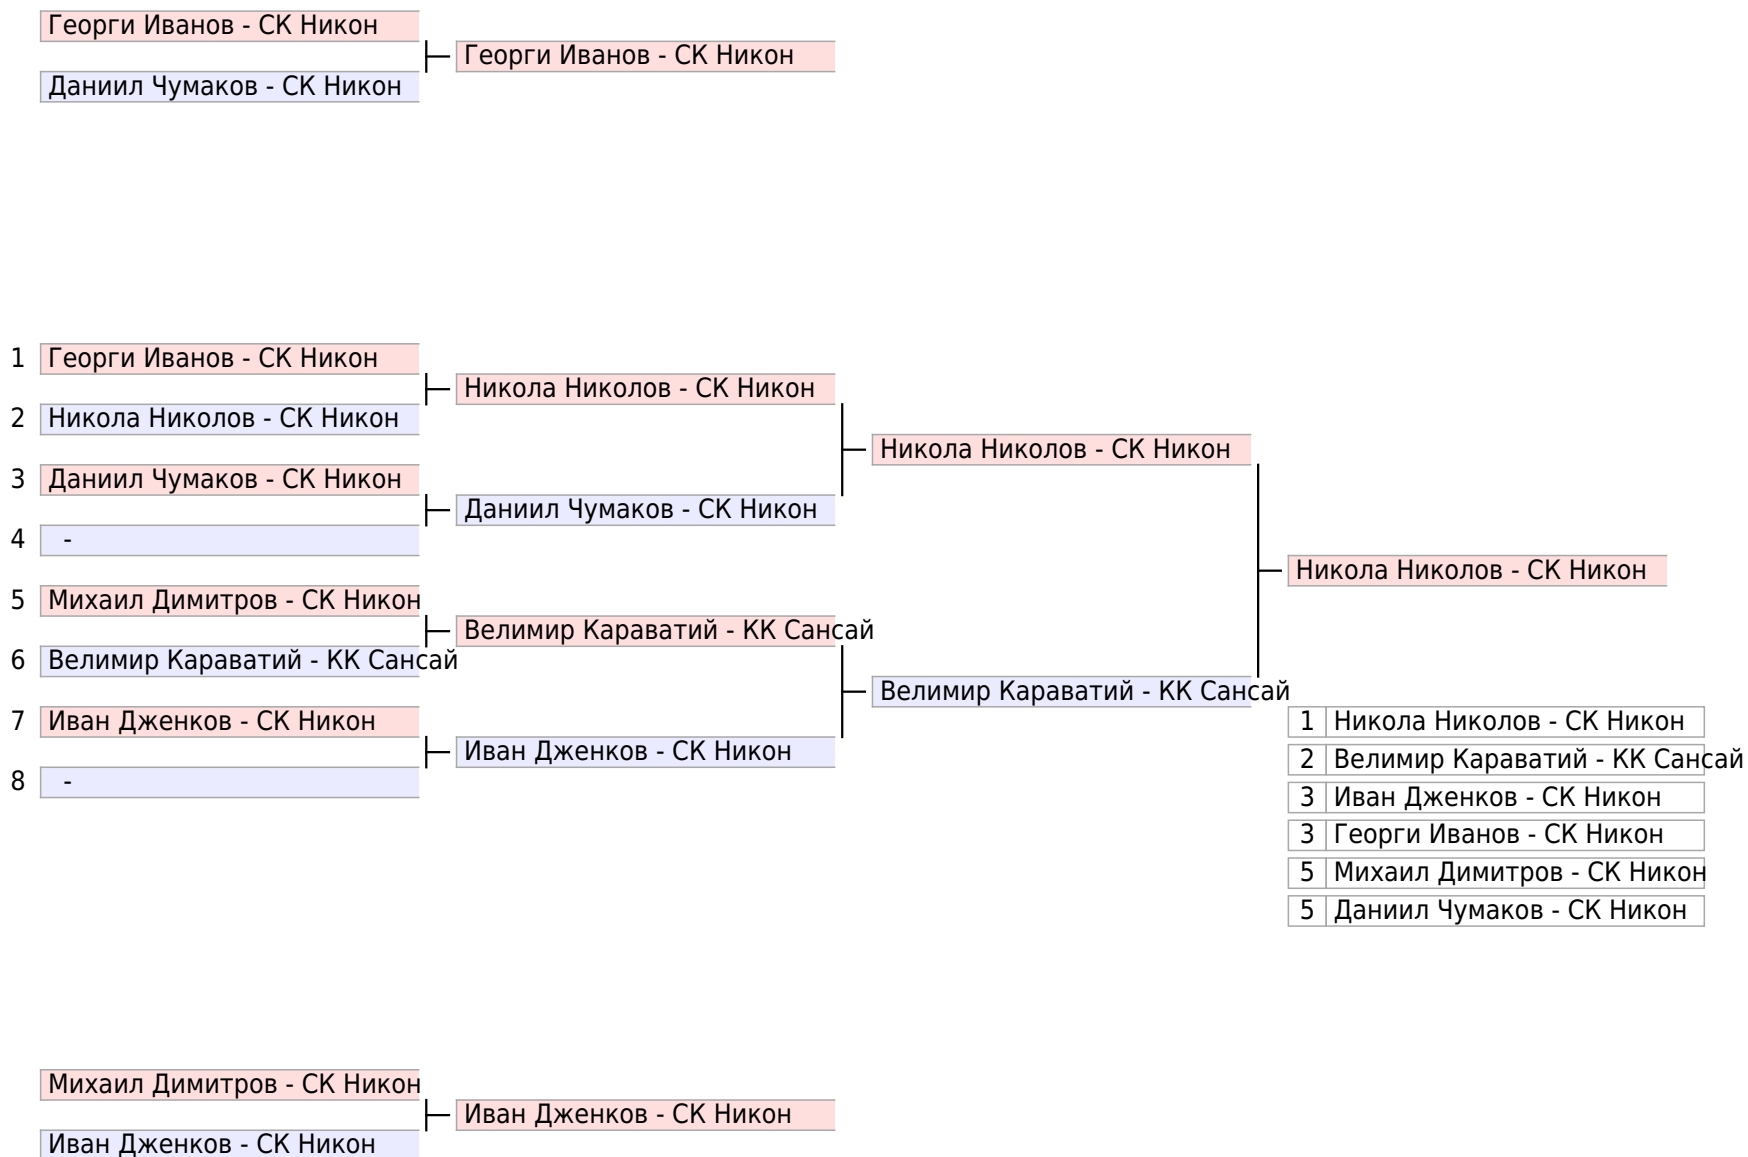 Георги Иванов - СК Никон
Георги Иванов - СК Никон
Даниил Чумаков - СК Никон
1 Георги Иванов - СК Никон
Никола Николов - СК Никон
2 Никола Николов - СК Никон
Никола Николов - СК Никон
3 Даниил Чумаков - СК Никон
Даниил Чумаков - СК Никон
4 -
Никола Николов - СК Никон
5 Михаил Димитров - СК Никон
Велимир Караватий - КК Сансай
6 Велимир Караватий - КК Сансай
Велимир Караватий - КК Сансай
7 Иван Дженков - СК Никон
Иван Дженков - СК Никон
8 -
1 Никола Николов - СК Никон
2 Велимир Караватий - КК Сансай
3 Иван Дженков - СК Никон
3 Георги Иванов - СК Никон
5 Михаил Димитров - СК Никон
5 Даниил Чумаков - СК Никон
Михаил Димитров - СК Никон
Иван Дженков - СК Никон
Иван Дженков - СК Никон